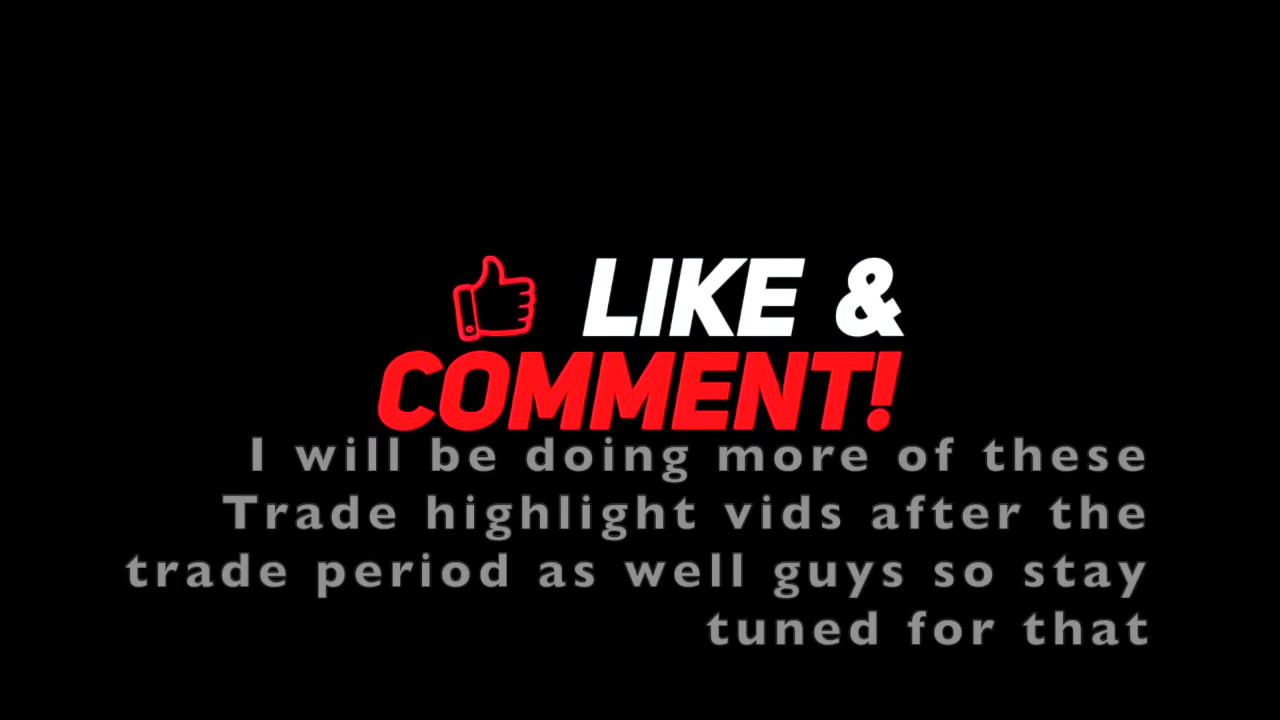 LIKE &
COMMENT!
I will be doing more of these
Trade highlight vids after the
trade period as well guys so stay
tuned for that